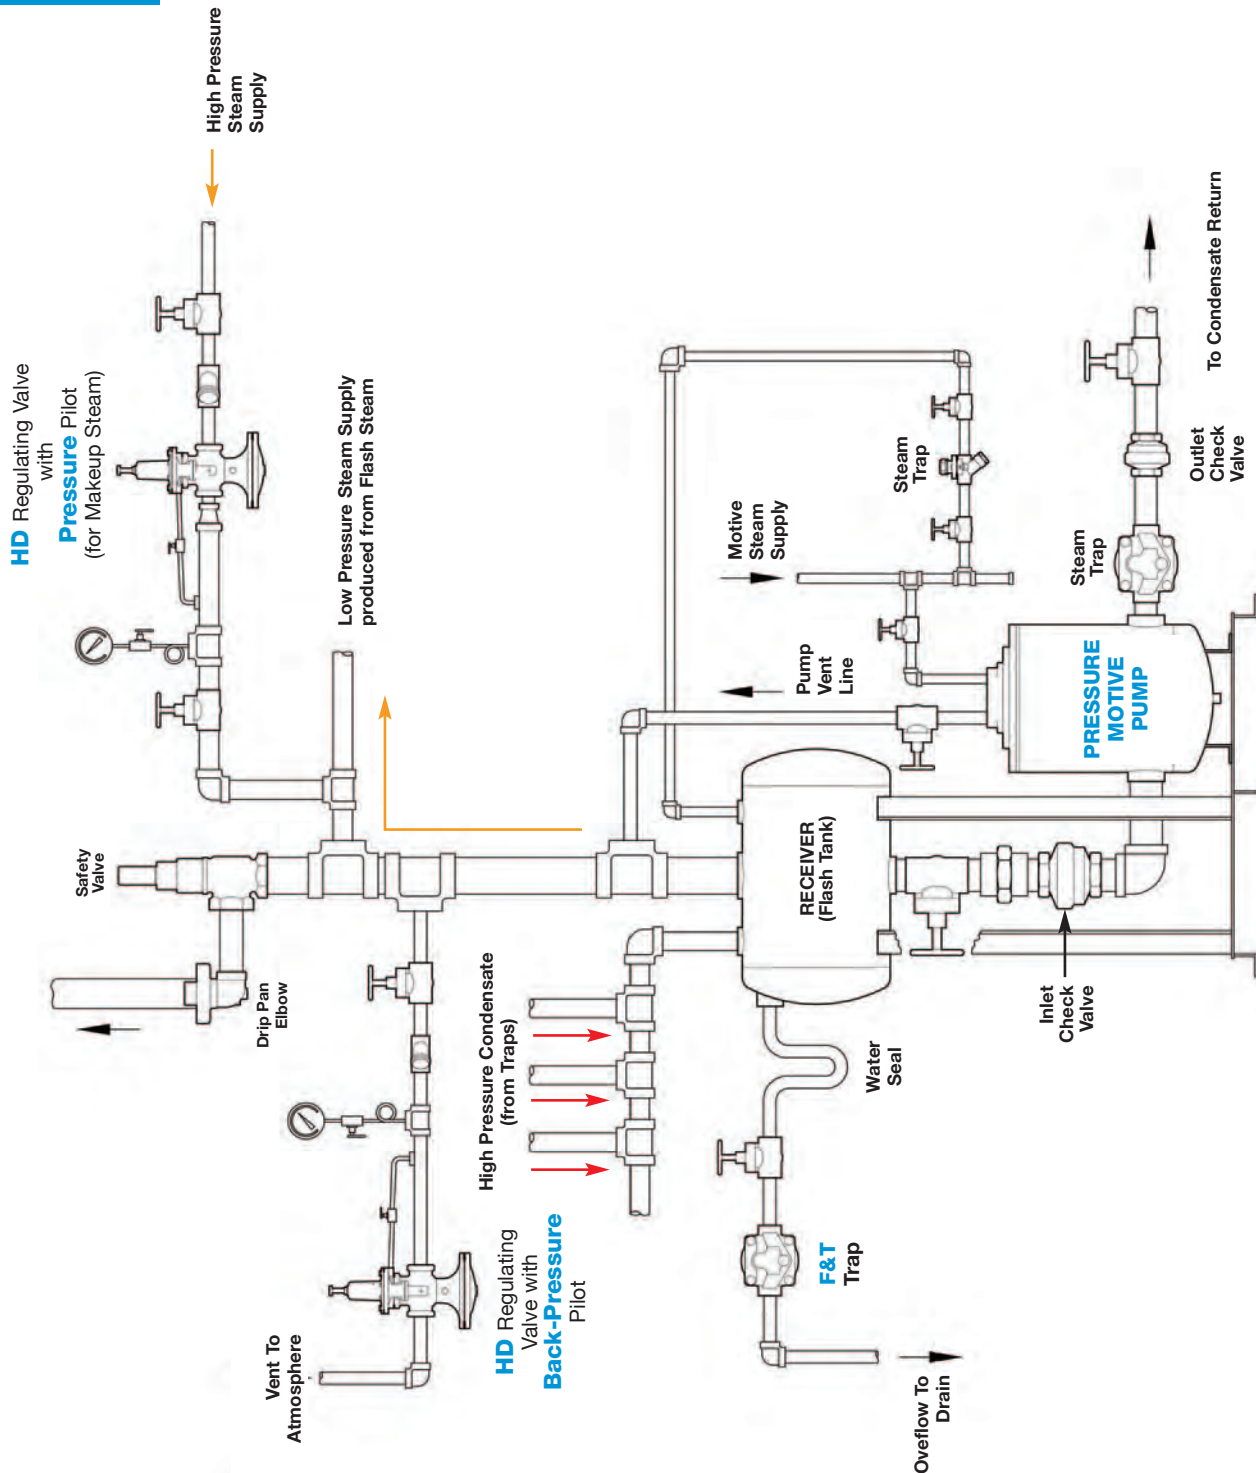 HD Regulating Valve
with
Pressure Pilot
(for Makeup Steam)
High Pressure
Steam
Supply
Low Pressure Steam Supply
produced from Flash Steam
Safety
Valve
Drip Pan
Elbow
Vent To
Atmosphere
HD Regulating
Valve with
Back-Pressure
Pilot
High Pressure Condensate
(from Traps)
Motive
Steam
Supply
Steam
Trap
Pump
Vent
Line
RECEIVER
(Flash Tank)
PRESSURE
MOTIVE
PUMP
Steam
Trap
Outlet
Check
Valve
To Condensate Return
Inlet
Check
Valve
Water
Seal
F&T
Trap
Oveflow To
Drain